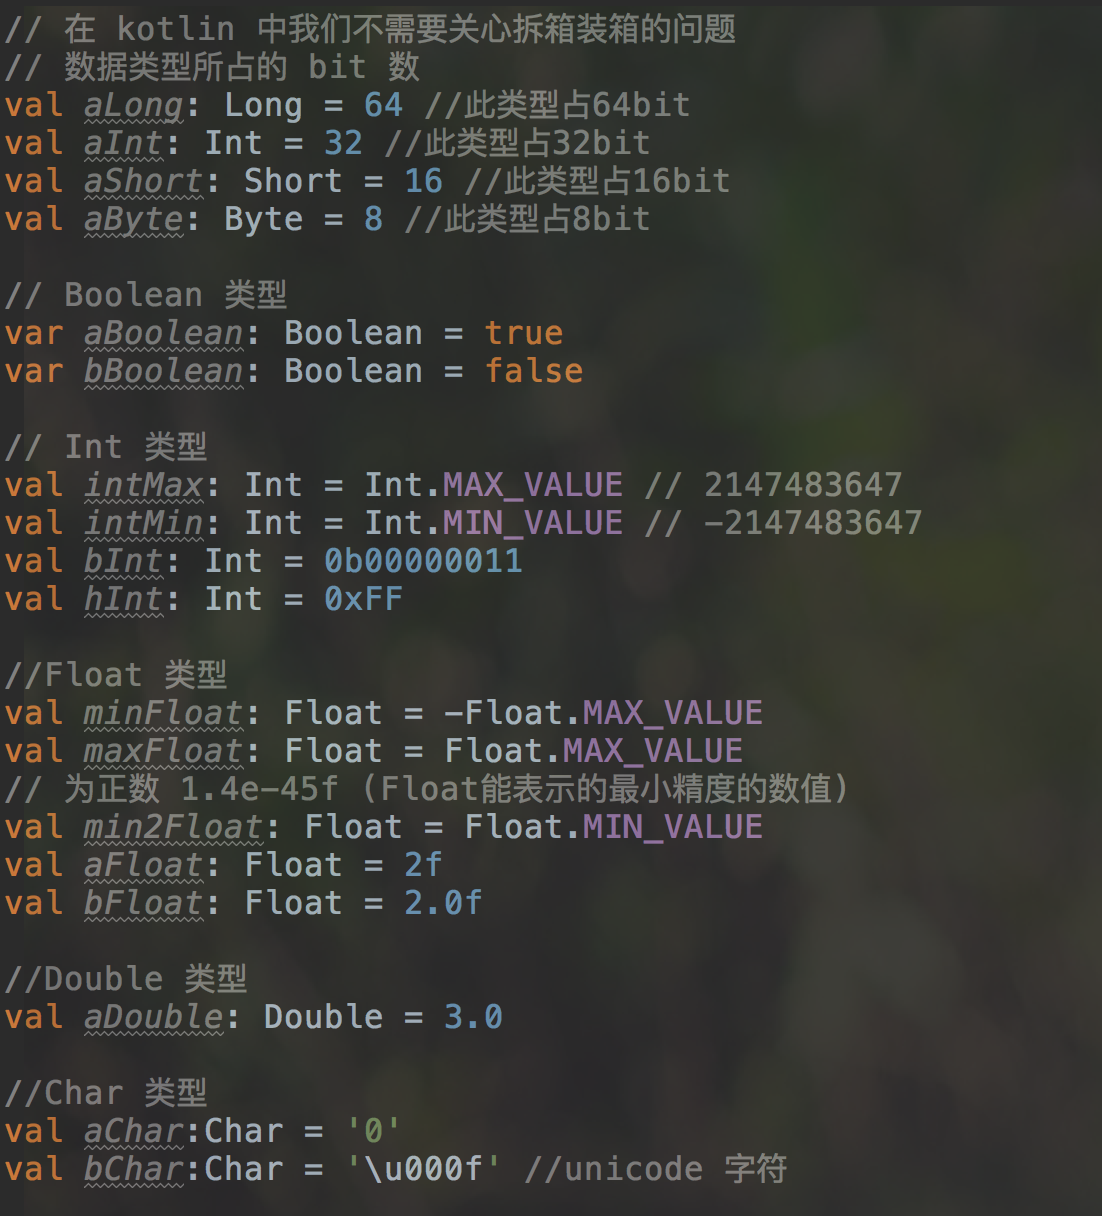 // 在 kotlin 中我们不需要关心拆箱装箱的问题
// 数据类型所占的 bit 数
val aLong: Long = 64 //此类型占64bit
val aInt: Int = 32 //此类型占32bit
val aShort: Short = 16 //此类型占16bit
val aByte: Byte = 8 //此类型占8bit
// Boolean 类型
var aBoolean: Boolean = true
var bBoolean: Boolean = false
// Int 类型
val intMax: Int = Int.MAX_VALUE // 2147483647
val intMin: Int = Int.MIN_VALUE // -2147483647
val bInt: Int = 0b00000011
val hInt: Int = 0xFF
//Float 类型
val minFloat: Float = -Float.MAX_VALUE
val maxFloat: Float = Float.MAX_VALUE
// 为正数 1.4e-45f (Float能表示的最小精度的数值)
val min2Float: Float = Float.MIN_VALUE
val aFloat: Float = 2f
val bFloat: Float = 2.0f
//Double 类型
val aDouble: Double = 3.0
//Char 类型
val aChar:Char = '0'
val bChar:Char = '\u000f' //unicode 字符